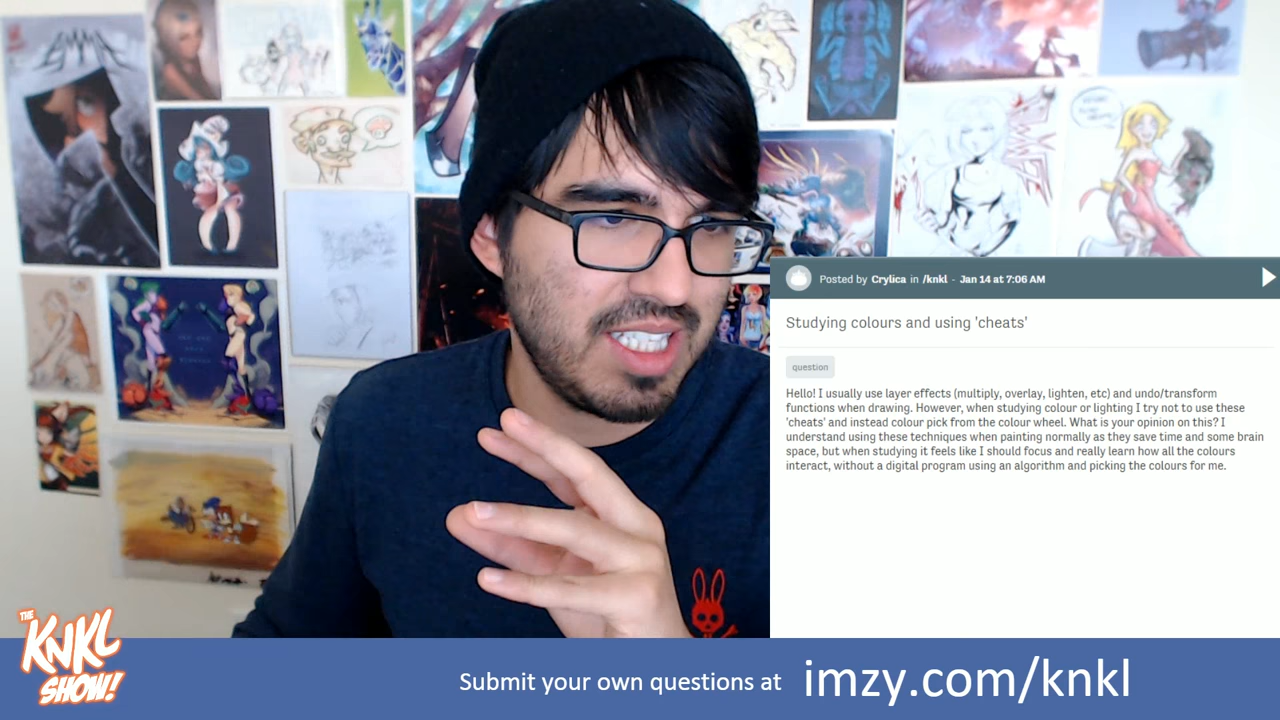 EMMA
Posted by Crylica in /knkl - Jan 14 at 7:06 AM
Studying colours and using 'cheats'
question
Hello! I usually use layer effects (multiply, overlay, lighten, etc) and undo/transform
functions when drawing. However, when studying colour or lighting I try not to use these
'cheats' and instead colour pick from the colour wheel. What is your opinion on this? I
understand using these techniques when painting normally as they save time and some brain
space, but when studying it feels like I should focus and really learn how all the colours
interact, without a digital program using an algorithm and picking the colours for me.
THE
KNKL
SHOW!
Submit your own questions at imzy.com/knkl